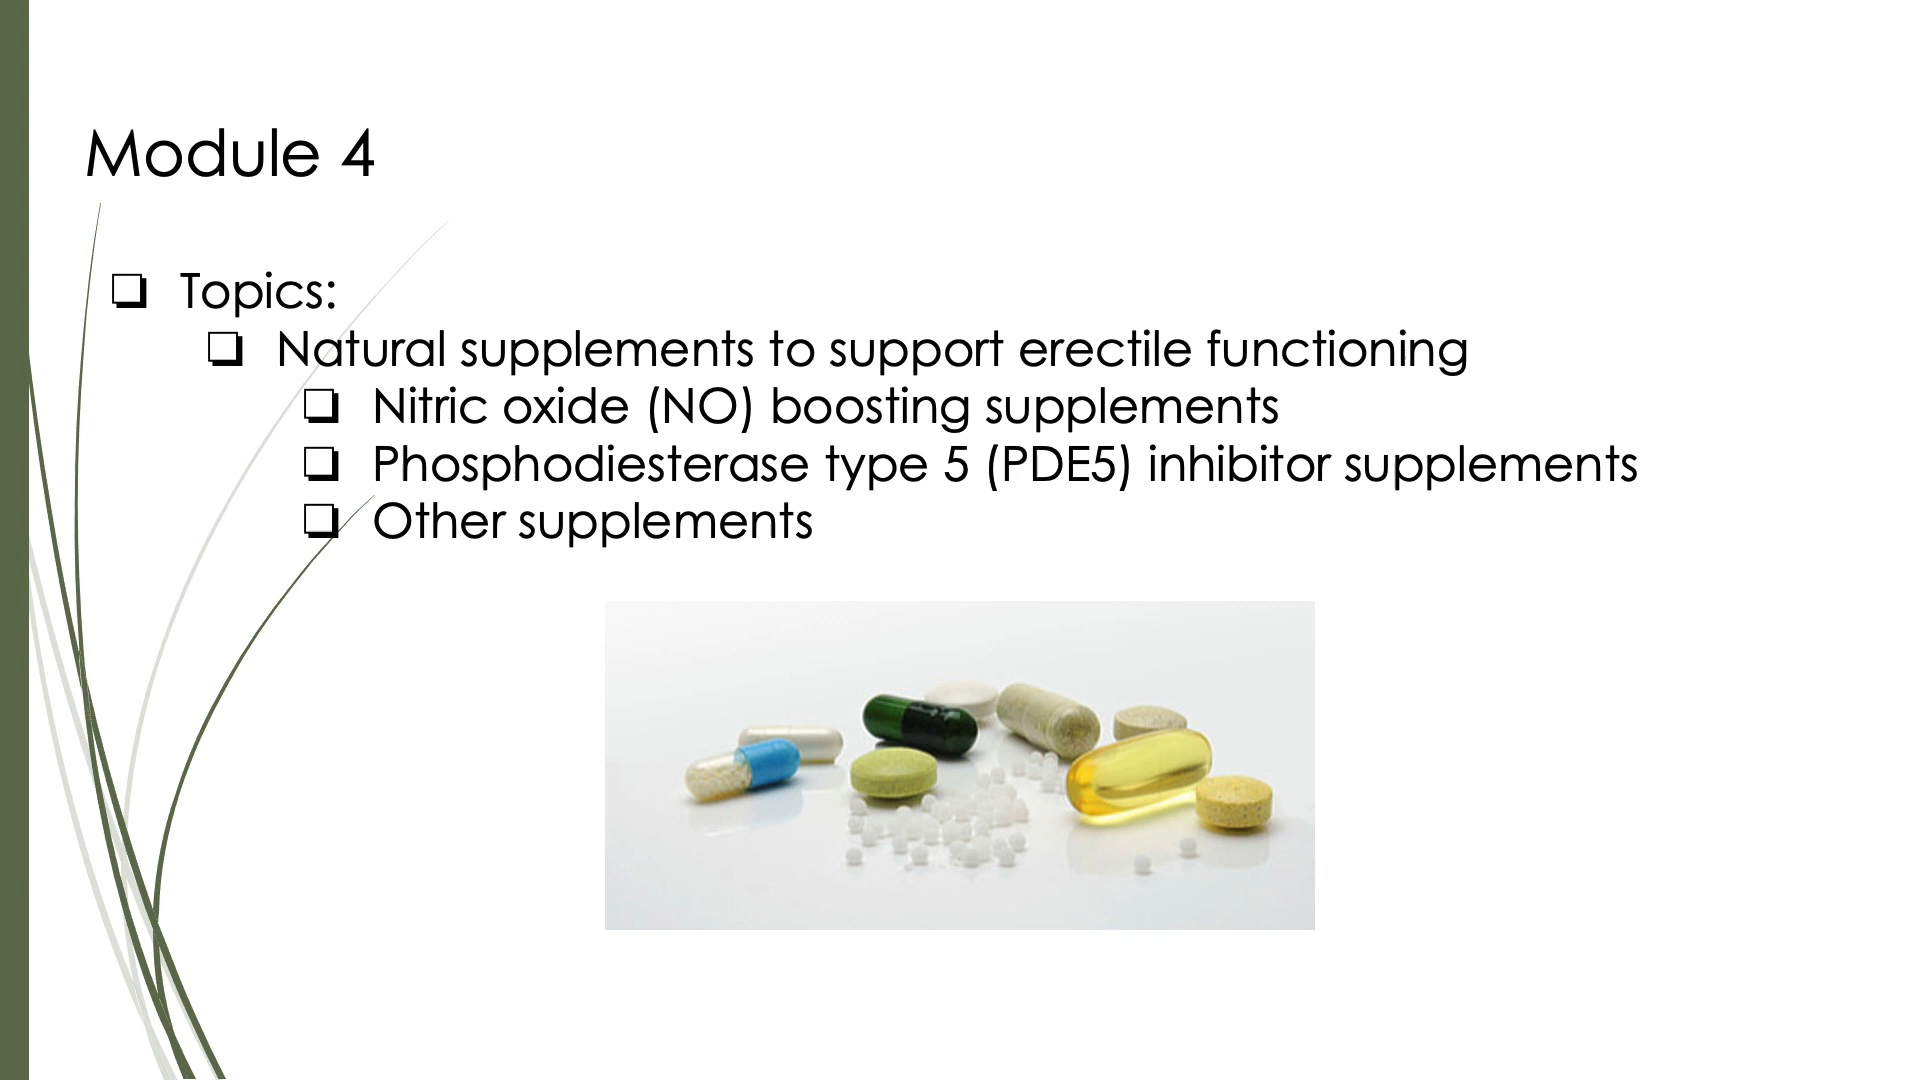 Module 4
❏ Topics:
❏ Natural supplements to support erectile functioning
❏ Nitric oxide (NO) boosting supplements
❏ Phosphodiesterase type 5 (PDE5) inhibitor supplements
❏ Other supplements